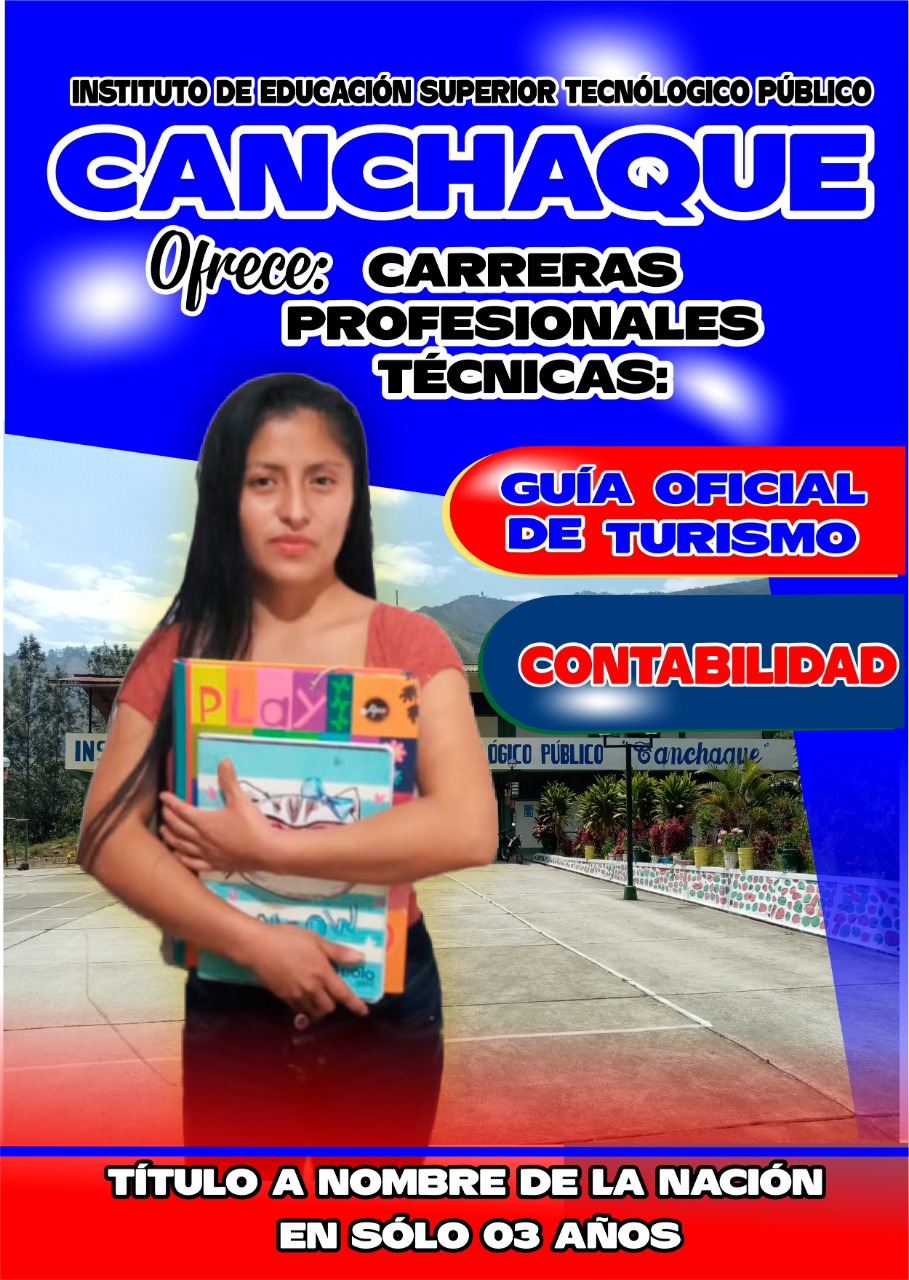 INSTITUTO DE EDUCACIÓN SUPERIOR TECNÓLOGICO PÚBLICO
CANCHAQUE
Ofrece: CARRERAS
PROFESIONALES
TÉCNICAS:
GUÍA OFICIAL
DE TURISMO
CONTABILIDAD
PLay
INS
ÓGICO PÚBLICO "Canchaque"
TÍTULO A NOMBRE DE LA NACIÓN
EN SÓLO 03 AÑOS